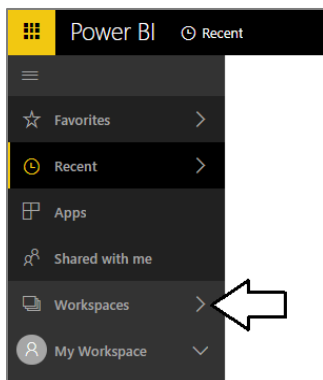 Power BI Recent
Favorites
Recent
Apps
Shared with me
Workspaces
My Workspace